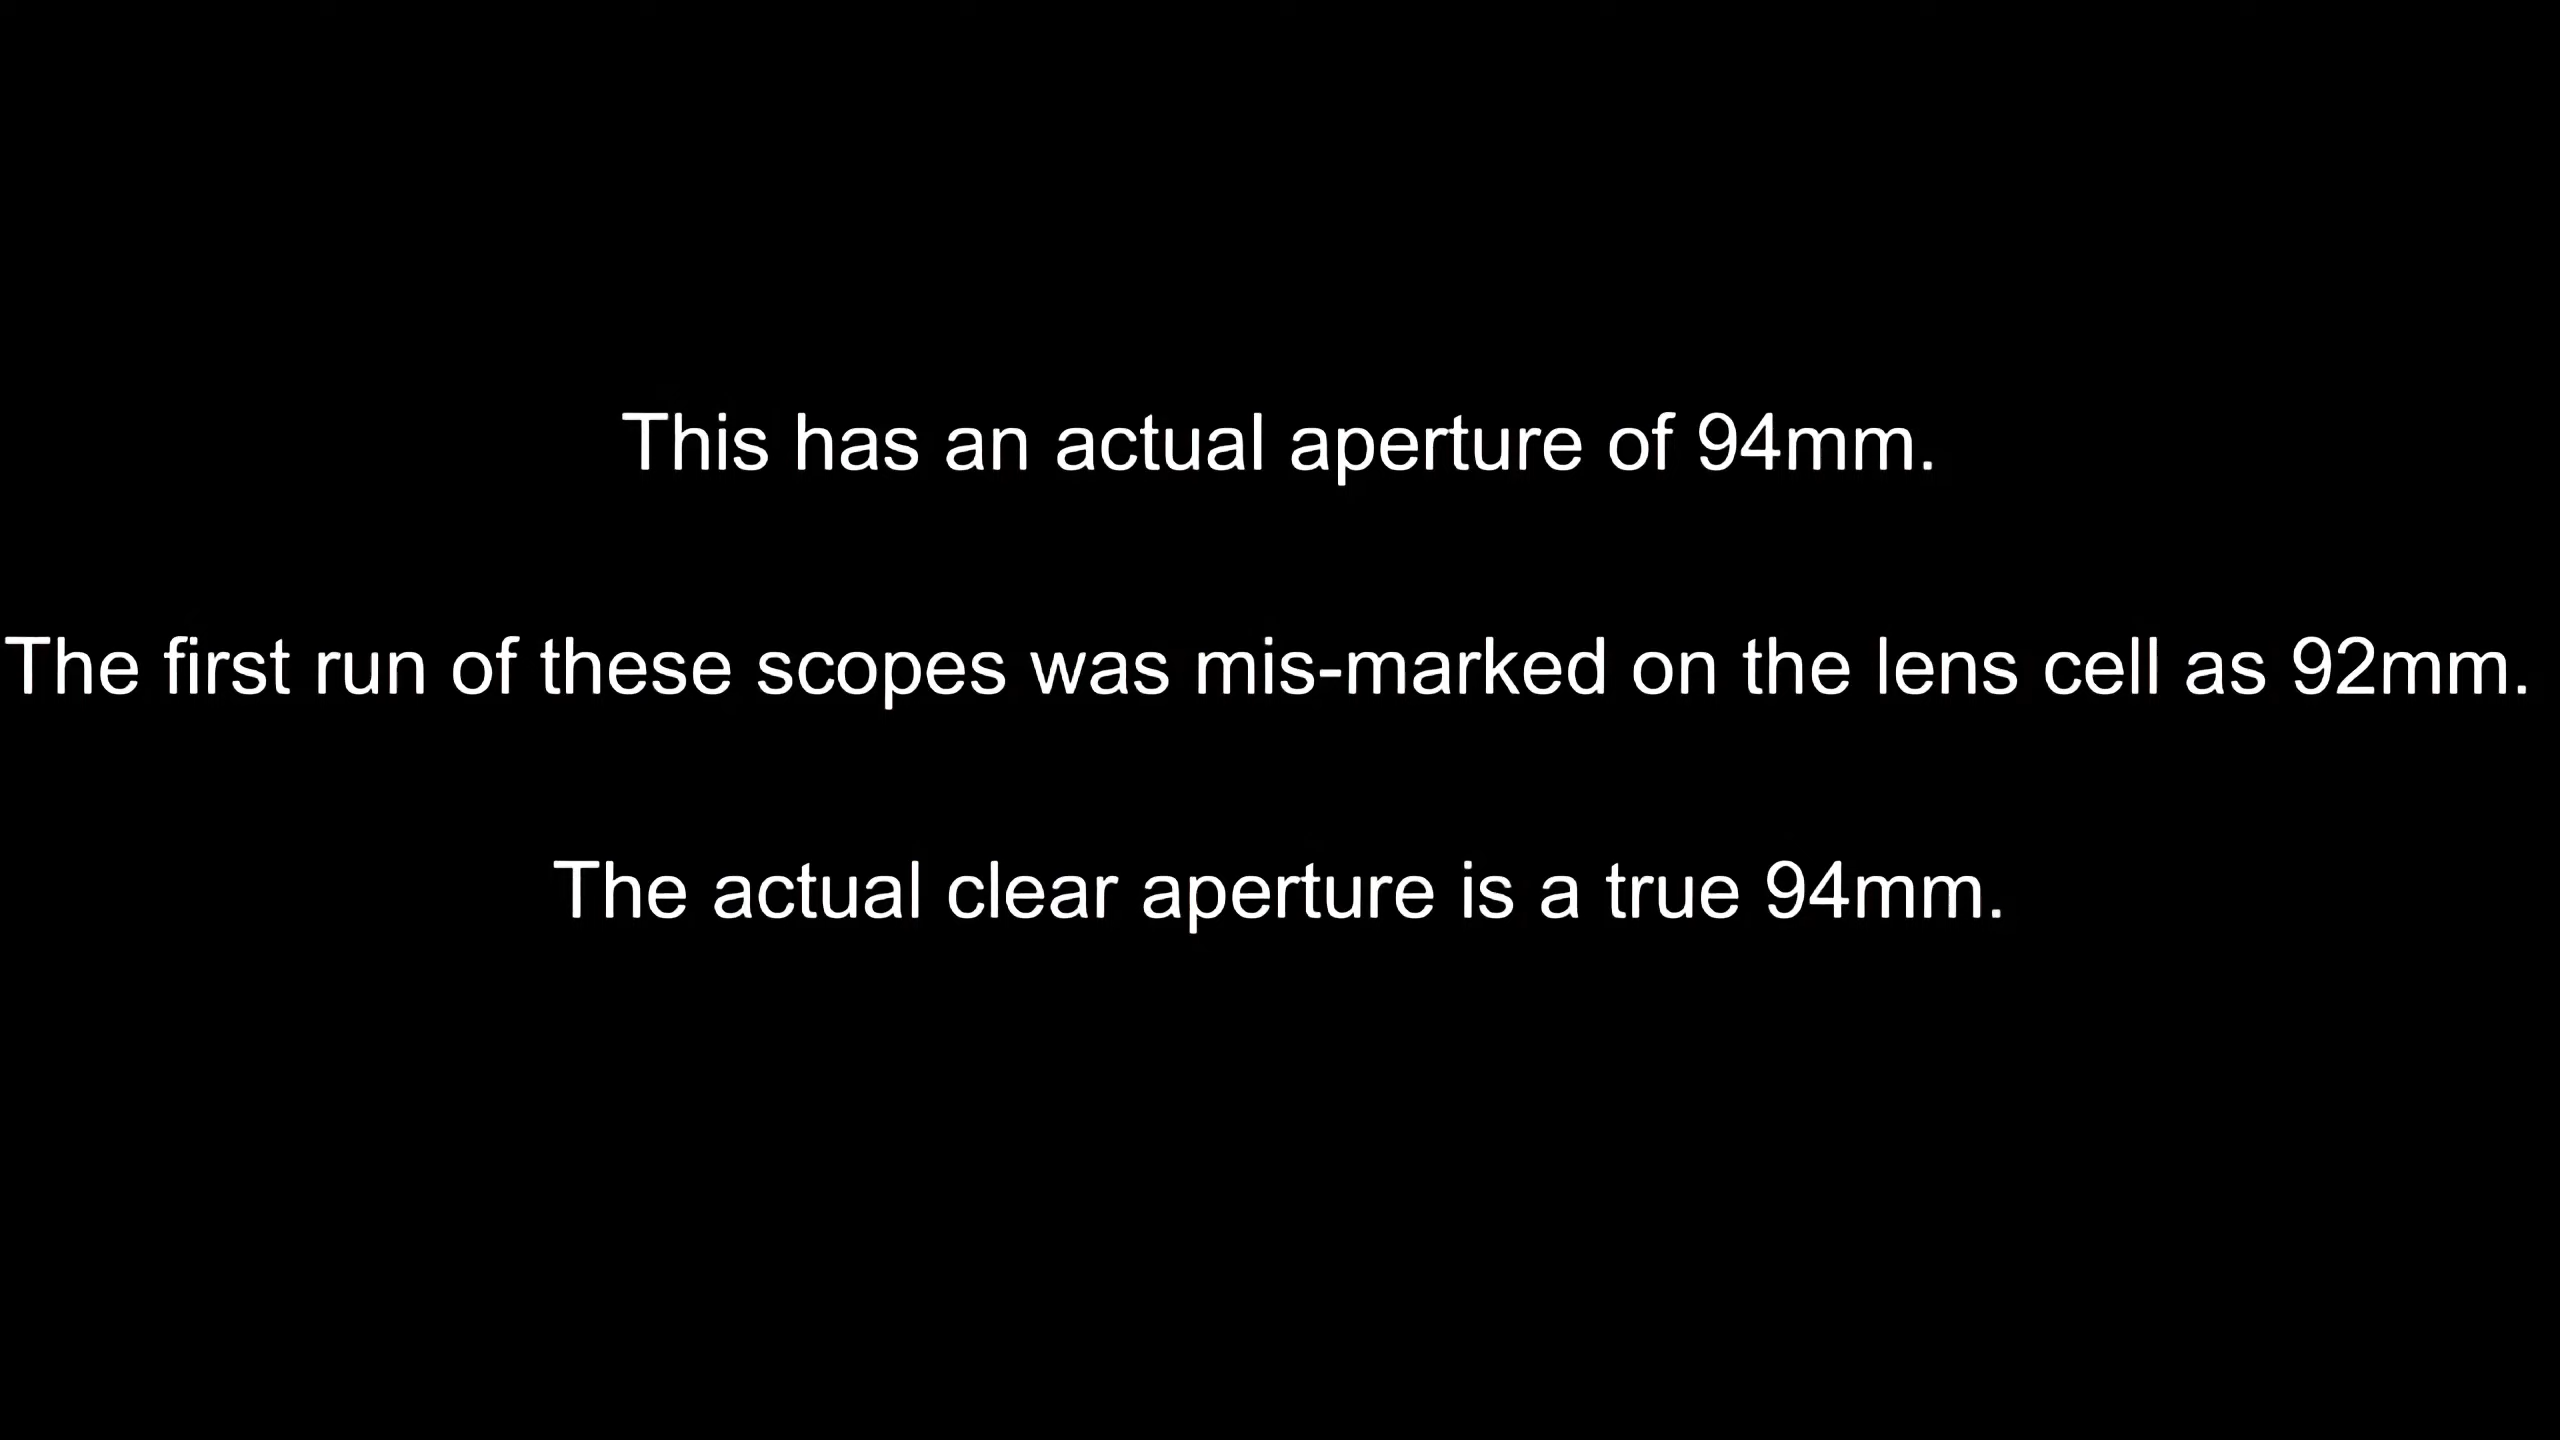 This has an actual aperture of 94mm.
The first run of these scopes was mis-marked on the lens cell as 92mm.
The actual clear aperture is a true 94mm.